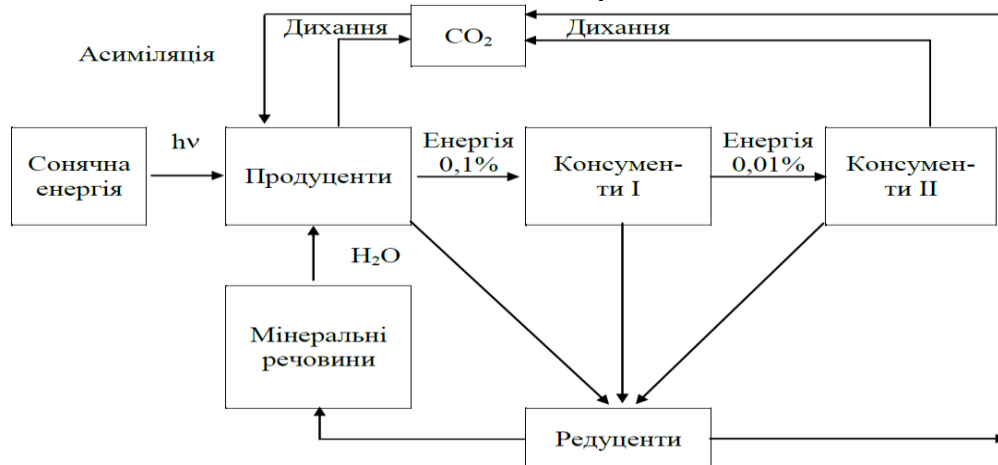 Дихання
CO₂
Дихання
Асиміляція
Сонячна
енергія
hν
Продуценти
Енергія
0,1%
Консумен-
ти I
Енергія
0,01%
Консумен-
ти II
H₂O
Мінеральні
речовини
Редуценти